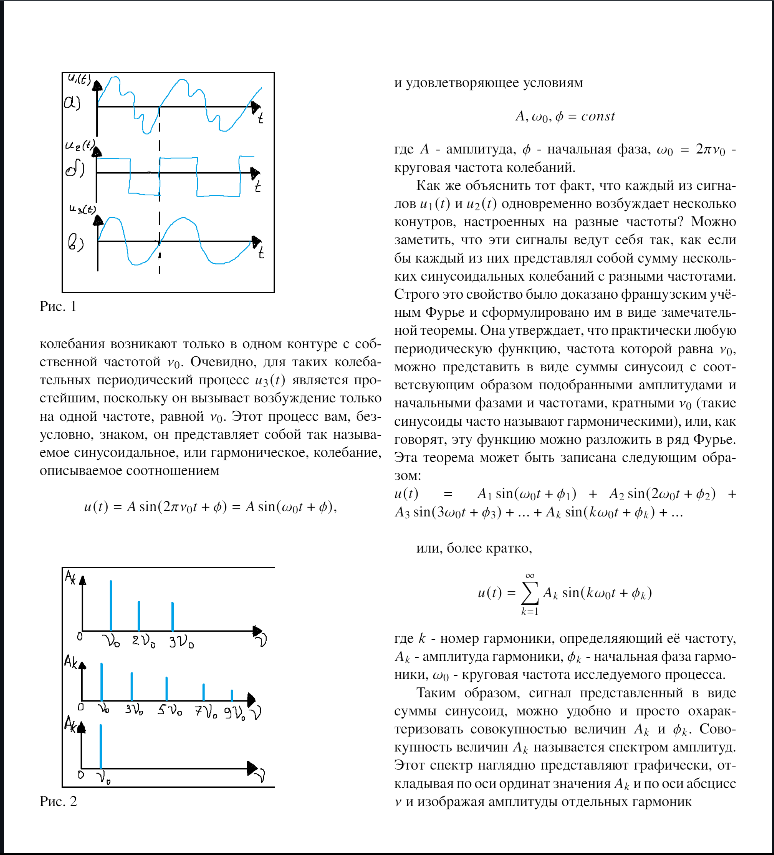 u₁(t)
а)
t
u₂(t)
б)
t
u₃(t)
в)
t
Рис. 1
колебания возникают только в одном контуре с соб-
ственной частотой ν₀. Очевидно, для таких колеба-
тельных периодический процесс u₃(t) является про-
стейшим, поскольку он вызывает возбуждение только
на одной частоте, равной ν₀. Этот процесс вам, без-
условно, знаком, он представляет собой так называ-
емое синусоидальное, или гармоническое, колебание,
описываемое соотношением
u(t) = A sin(2πν₀t + ϕ) = A sin(ω₀t + ϕ),
Aₖ
0 ν₀ 2ν₀ 3ν₀ ν
Aₖ
0 ν₀ 3ν₀ 5ν₀ 7ν₀ 9ν₀ ν
Aₖ
0 ν₀ ν
Рис. 2
и удовлетворяющее условиям
A, ω₀, ϕ = const
где A - амплитуда, ϕ - начальная фаза, ω₀ = 2πν₀ -
круговая частота колебаний.
Как же объяснить тот факт, что каждый из сигна-
лов u₁(t) и u₂(t) одновременно возбуждает несколько
конутров, настроенных на разные частоты? Можно
заметить, что эти сигналы ведут себя так, как если
бы каждый из них представлял собой сумму несколь-
ких синусоидальных колебаний с разными частотами.
Строго это свойство было доказано французским учё-
ным Фурье и сформулировано им в виде замечатель-
ной теоремы. Она утверждает, что практически любую
периодическую функцию, частота которой равна ν₀,
можно представить в виде суммы синусоид с соот-
ветсвующим образом подобранными амплитудами и
начальными фазами и частотами, кратными ν₀ (такие
синусоиды часто называют гармоническими), или, как
говорят, эту функцию можно разложить в ряд Фурье.
Эта теорема может быть записана следующим обра-
зом:
u(t) = A₁ sin(ω₀t + ϕ₁) + A₂ sin(2ω₀t + ϕ₂) +
A₃ sin(3ω₀t + ϕ₃) + ... + Aₖ sin(kω₀t + ϕₖ) + ...
или, более кратко,
u(t) = ∑_{k=1}^{∞} Aₖ sin(kω₀t + ϕₖ)
где k - номер гармоники, определяяющий её частоту,
Aₖ - амплитуда гармоники, ϕₖ - начальная фаза гармо-
ники, ω₀ - круговая частота исследуемого процесса.
Таким образом, сигнал представленный в виде
суммы синусоид, можно удобно и просто охарак-
теризовать совокупностью величин Aₖ и ϕₖ. Сово-
купность величин Aₖ называется спектром амплитуд.
Этот спектр наглядно представляют графически, от-
кладывая по оси ординат значения Aₖ и по оси абсцисс
ν и изображая амплитуды отдельных гармоник